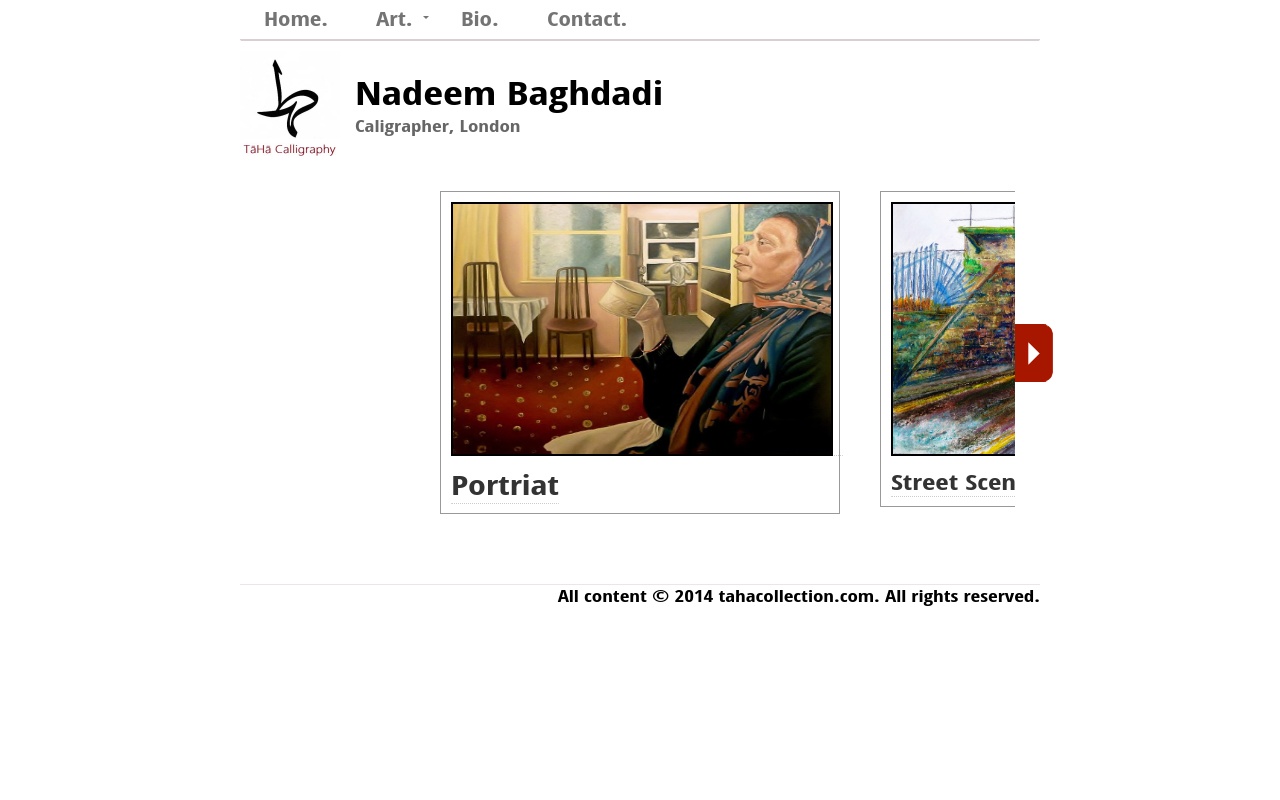 Home. Art. Bio. Contact.
TāHā Calligraphy
Nadeem Baghdadi
Caligrapher, London
Portriat
Street Scen
All content © 2014 tahacollection.com. All rights reserved.